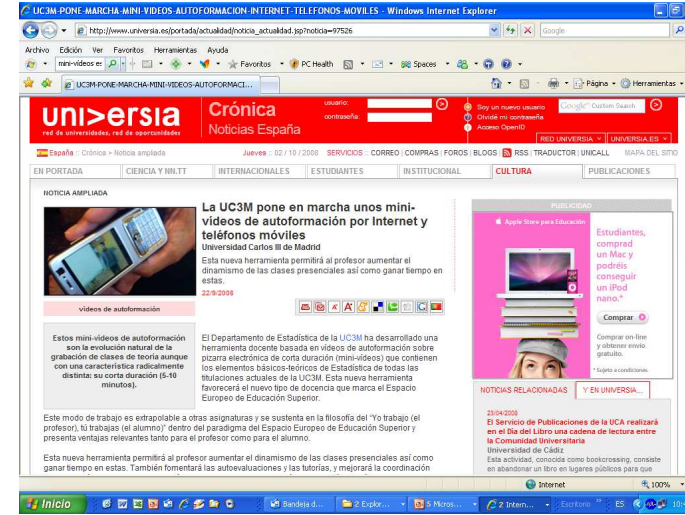 UC3M-PONE-MARCHA-MINI-VIDEOS-AUTOFORMACION-INTERNET-TELEFONOS-MOVILES - Windows Internet Explorer
http://www.universia.es/portada/actualidad/noticia_actualidad.jsp?noticia=97526
Google
Archivo Edición Ver Favoritos Herramientas Ayuda
mini-videos es Favoritos PC Health Spaces
UC3M-PONE-MARCHA-MINI-VIDEOS-AUTOFORMACI... Página Herramientas
UNI>ersia
red de universidades, red de oportunidades
Crónica
Noticias España
usuario:
contraseña:
Soy un nuevo usuario
Olvidé mi contraseña
Acceso OpenID
Google Custom Search
RED UNIVERSIA UNIVERSIA.ES
España :: Crónica > Noticia ampliada Jueves :: 02 / 10 / 2008 SERVICIOS :: CORREO | COMPRAS | FOROS | BLOGS | RSS | TRADUCTOR | UNICALL MAPA DEL SITIO
EN PORTADA CIENCIA Y NN.TT INTERNACIONALES ESTUDIANTES INSTITUCIONAL CULTURA PUBLICACIONES
NOTICIA AMPLIADA
vídeos de autoformación
Estos mini-vídeos de autoformación
son la evolución natural de la
grabación de clases de teoría aunque
con una característica radicalmente
distinta: su corta duración (5-10
minutos).
La UC3M pone en marcha unos mini-
vídeos de autoformación por Internet y
teléfonos móviles
Universidad Carlos III de Madrid
Esta nueva herramienta permitirá al profesor aumentar el
dinamismo de las clases presenciales así como ganar tiempo en
estas.
22/9/2008
El Departamento de Estadística de la UC3M ha desarrollado una
herramienta docente basada en vídeos de autoformación sobre
pizarra electrónica de corta duración (mini-vídeos) que contienen
los elementos básicos-teóricos de Estadística de todas las
titulaciones actuales de la UC3M. Esta nueva herramienta
favorecerá el nuevo tipo de docencia que marca el Espacio
Europeo de Educación Superior.
Este modo de trabajo es extrapolable a otras asignaturas y se sustenta en la filosofía del "Yo trabajo (el
profesor), tú trabajas (el alumno)" dentro del paradigma del Espacio Europeo de Educación Superior y
presenta ventajas relevantes tanto para el profesor como para el alumno.
Esta nueva herramienta permitirá al profesor aumentar el dinamismo de las clases presenciales así como
ganar tiempo en estas. También fomentará las autoevaluaciones y las tutorías, y mejorará la coordinación
PUBLICIDAD
Apple Store para Educación
Estudiantes,
comprad
un Mac y
podréis
conseguir
un iPod
nano.*
Comprar
Comprar on-line
y obtener envío
gratuito.
* Sujeto a condiciones.
NOTICIAS RELACIONADAS Y EN UNIVERSIA...
23/04/2008
El Servicio de Publicaciones de la UCA realizará
en el Día del Libro una cadena de lectura entre
la Comunidad Universitaria
Universidad de Cádiz
Esta actividad, conocida como bookcrossing, consiste
en abandonar un libro en lugares públicos para que
Internet 100%
Inicio Bandeja d... 2 Explor... 5 Micros... 2 Intern... Escritorio ES